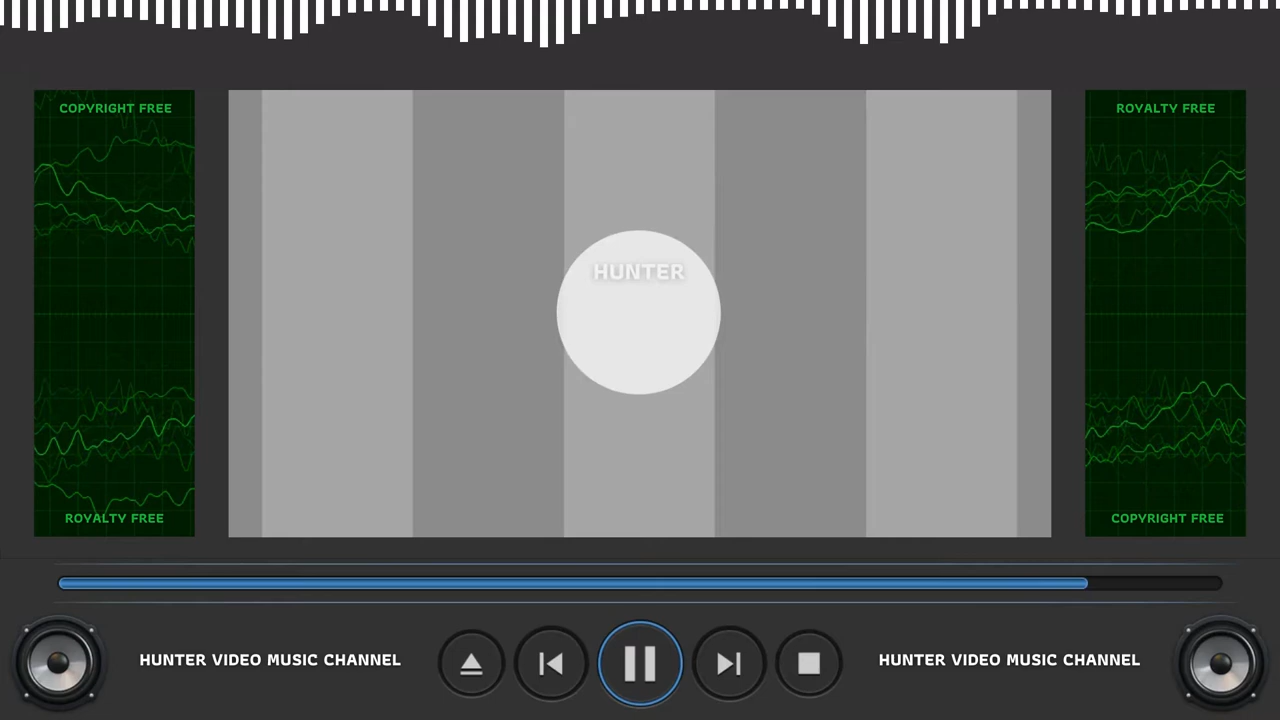 COPYRIGHT FREE
ROYALTY FREE
HUNTER
ROYALTY FREE
COPYRIGHT FREE
HUNTER VIDEO MUSIC CHANNEL
HUNTER VIDEO MUSIC CHANNEL